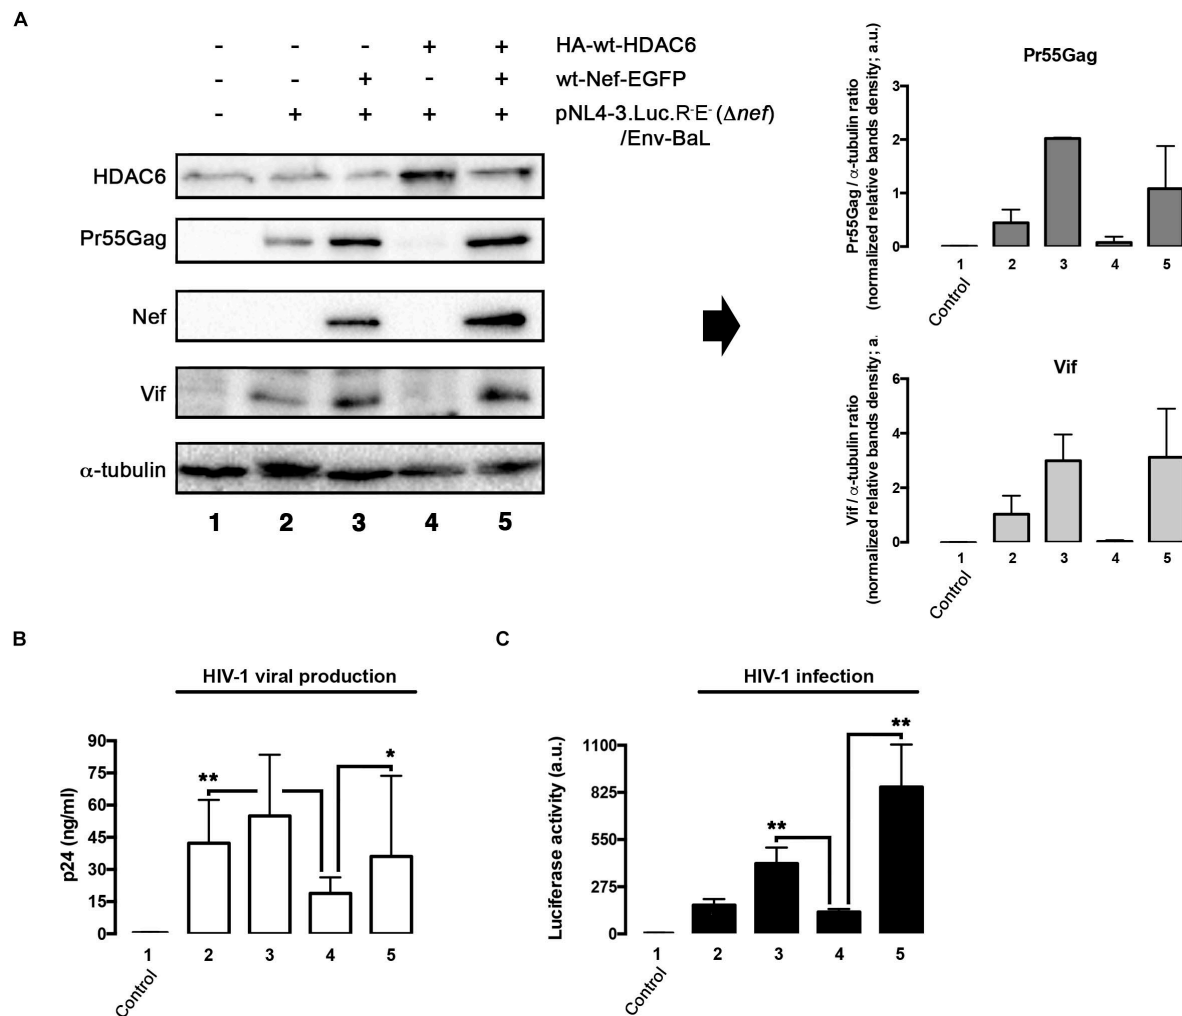 A
- - - + + HA-wt-HDAC6
- - + - + wt-Nef-EGFP
- + + + + pNL4-3.Luc.R-E- (Δnef)
/Env-BaL
HDAC6
Pr55Gag
Nef
Vif
α-tubulin
1 2 3 4 5
Pr55Gag
Pr55Gag / α-tubulin ratio
(normalized relative bands density; a.u.)
3
2
1
0
1 2 3 4 5
Control
Vif
Vif / α-tubulin ratio
(normalized relative bands density; a.
6
4
2
0
1 2 3 4 5
Control
B
HIV-1 viral production
p24 (ng/ml)
90
75
60
45
30
15
0
**
*
1 2 3 4 5
Control
C
HIV-1 infection
Luciferase activity (a.u.)
1100
825
550
275
0
**
**
1 2 3 4 5
Control